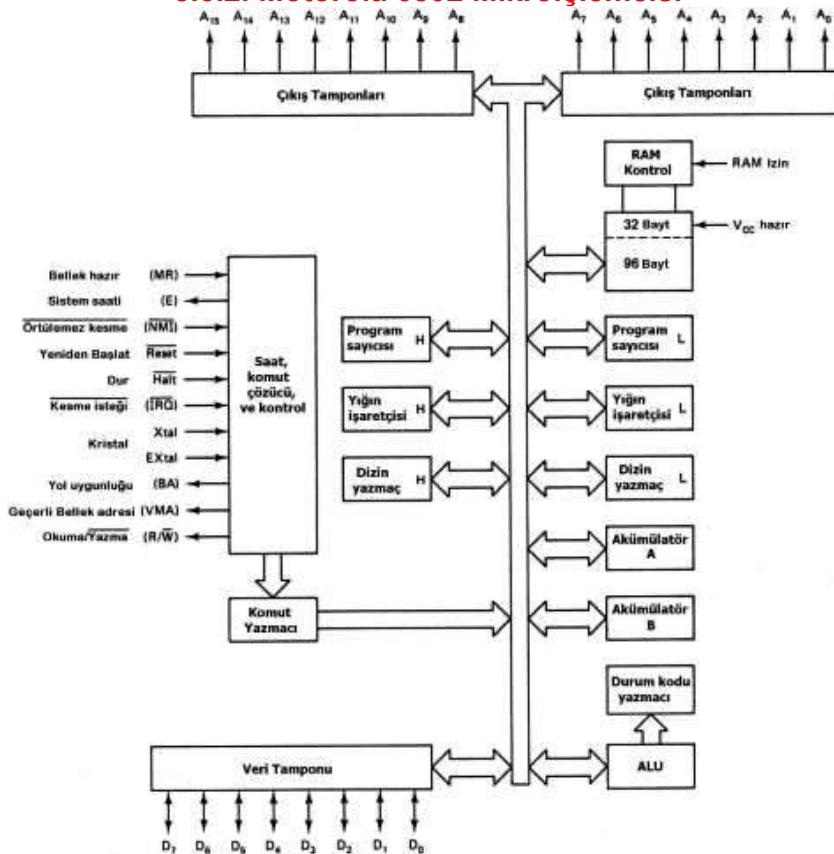 A15 A14 A13 A12 A11 A10 A9 A8
A7 A6 A5 A4 A3 A2 A1 A0
Çıkış Tamponları
Çıkış Tamponları
RAM Kontrol
RAM izin
32 Bayt
VCC hazır
96 Bayt
Bellek hazır (MR)
Sistem saati (E)
Örtülemez kesme (NMI)
Yeniden Başlat Reset
Dur Halt
Kesme isteği (IRQ)
Kristal
Xtal
EXtal
Yol uygunluğu (BA)
Geçerli Bellek adresi (VMA)
Okuma/Yazma (R/W)
Saat,
komut
çözücü,
ve kontrol
Program
sayıcısı H
Program
sayıcısı L
Yığın
işaretçisi H
Yığın
işaretçisi L
Dizin
yazmaç H
Dizin
yazmaç L
Akümülatör
A
Komut
Yazmacı
Akümülatör
B
Durum kodu
yazmacı
Veri Tamponu
ALU
D7 D6 D5 D4 D3 D2 D1 D0